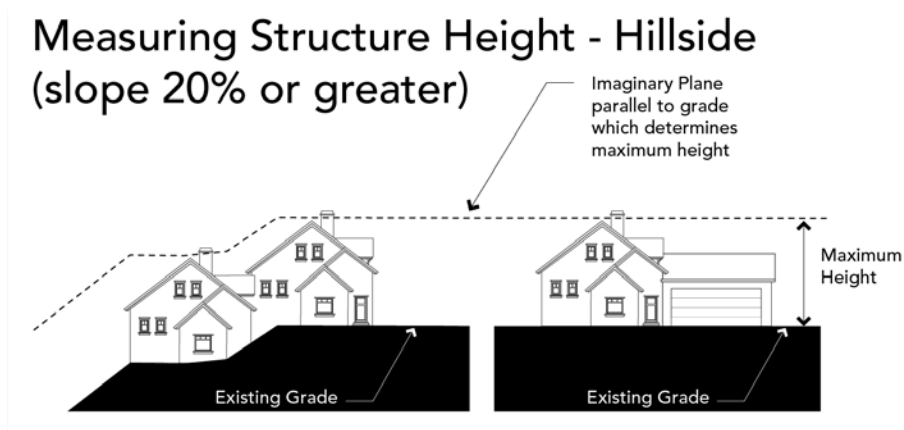 Measuring Structure Height - Hillside
(slope 20% or greater)
Imaginary Plane
parallel to grade
which determines
maximum height
Maximum
Height
Existing Grade
Existing Grade